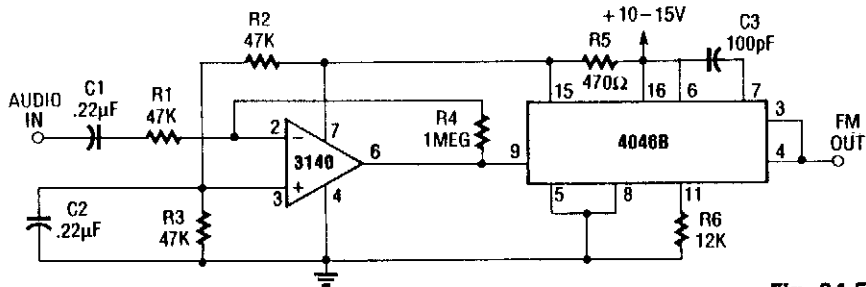 R2
47K
+10-15V
C3
100pF
R5
470Ω
AUDIO
IN
C1
.22µF
R1
47K
15
16
6
7
R4
1MEG
2
-
7
3140
6
3
+
4
9
4046B
3
4
FM
OUT
5
8
11
C2
.22µF
R3
47K
R6
12K